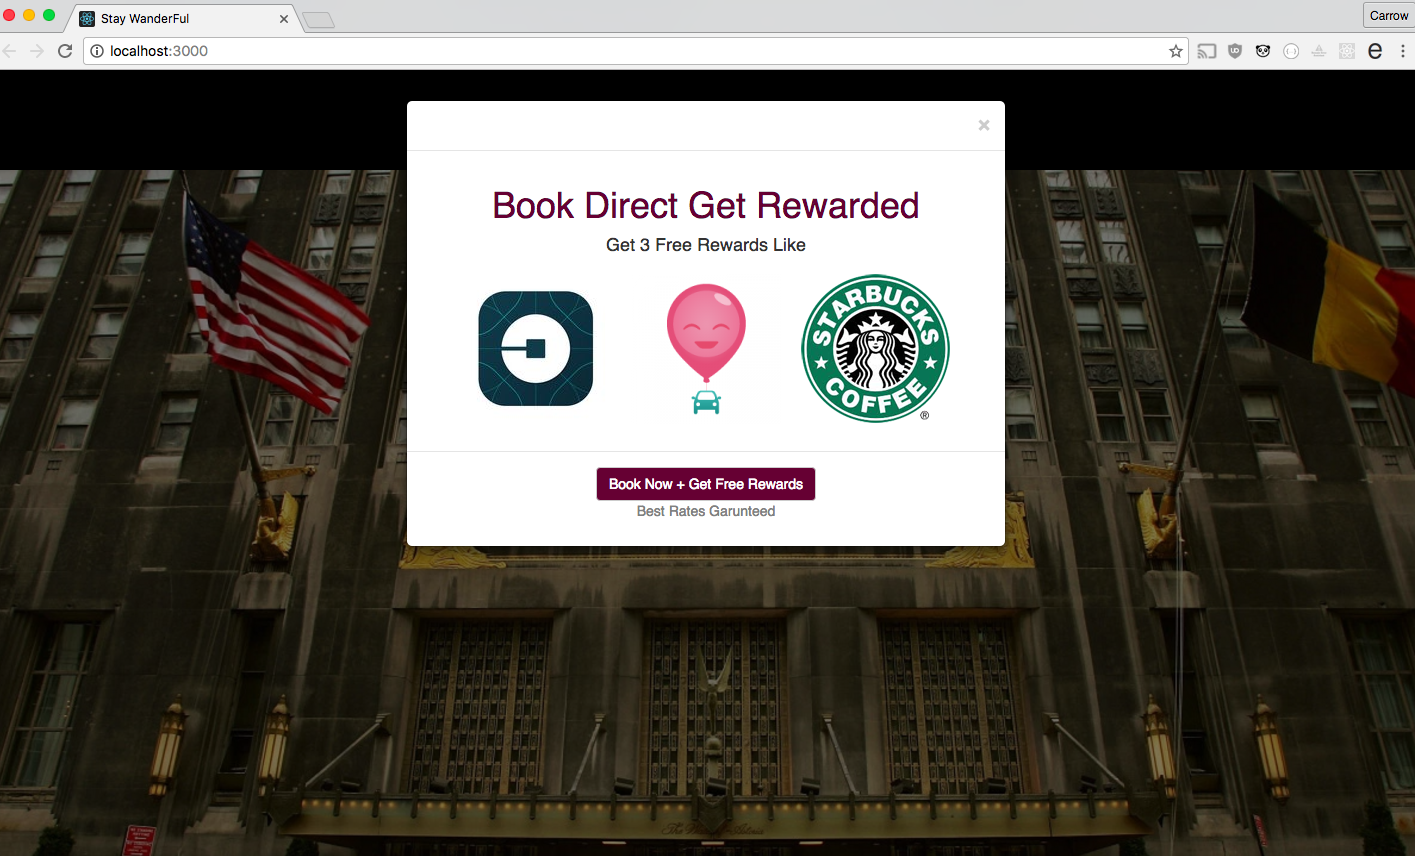 Stay WanderFul
Carrow
localhost:3000
Book Direct Get Rewarded
Get 3 Free Rewards Like
STARBUCKS
COFFEE
®
Book Now + Get Free Rewards
Best Rates Garunteed